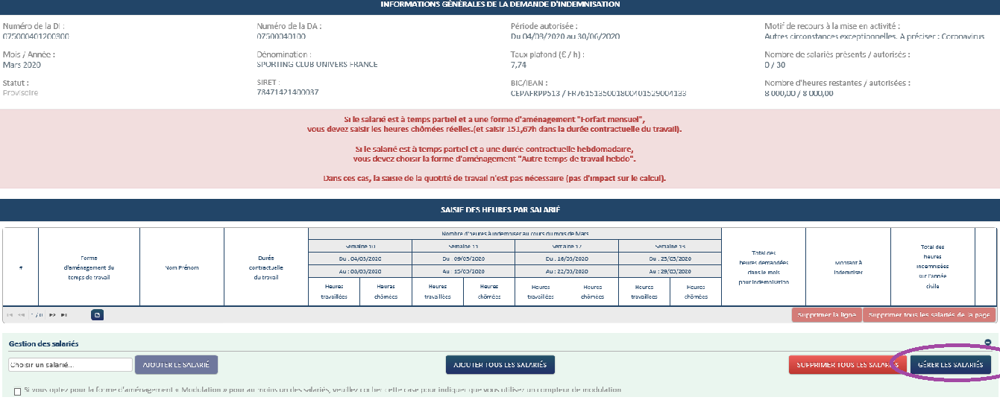 INFORMATIONS GÉNÉRALES DE LA DEMANDE D'INDEMNISATION
Numéro de la DI :
075000401200300
Numéro de la DA :
07500040100
Période autorisée :
Du 04/03/2020 au 30/06/2020
Motif de recours à la mise en activité :
Autres circonstances exceptionnelles. A préciser : Coronavirus
Mois / Année :
Mars 2020
Dénomination :
SPORTING CLUB UNIVERS FRANCE
Taux plafond (£ / h) :
7,74
Nombre de salariés présents / autorisés :
0 / 30
Statut :
Provisoire
SIRET :
78471421400037
BIC/IBAN :
CEPAFRPP513 / FR7615135001800401529004133
Nombre d'heures restantes / autorisées :
8 000,00 / 8 000,00
Si le salarié est à temps partiel et a une forme d'aménagement "Forfait mensuel",
vous devez saisir les heures chômées réelles.(et saisir 151,67h dans la durée contractuelle du travail).
Si le salarié est à temps partiel et a une durée contractuelle hebdomadaire,
vous devez choisir la forme d'aménagement "Autre temps de travail hebdo".
Dans ces cas, la saisie de la quotité de travail n'est pas nécessaire (pas d'impact sur le calcul).
SAISIE DES HEURES PAR SALARIÉ
#
Forme
d'aménagement du
temps de travail
Nom Prénom
Durée
contractuelle
du travail
Nombre d'heures à indemniser au cours du mois de Mars
Semaine 10
Semaine 11
Semaine 12
Semaine 13
Du : 04/03/2020
Du : 09/03/2020
Du : 16/03/2020
Du : 23/03/2020
Au : 08/03/2020
Au : 15/03/2020
Au : 22/03/2020
Au : 29/03/2020
Heures
travaillées
Heures
chômées
Heures
travaillées
Heures
chômées
Heures
travaillées
Heures
chômées
Heures
travaillées
Heures
chômées
Total des
heures demandées
dans le mois
pour indemnisation
Montant à
indemniser
Total des
heures
indemnisées
sur l'année
civile
1 / 0
Supprimer la ligne
Supprimer tous les salariés de la page
Gestion des salariés
Choisir un salarié...
AJOUTER LE SALARIÉ
AJOUTER TOUS LES SALARIÉS
SUPPRIMER TOUS LES SALARIÉS
GÉRER LES SALARIÉS
Si vous optez pour la forme d'aménagement « Modulation » pour au moins un des salariés, veuillez cocher cette case pour indiquer que vous utilisez un compteur de modulation